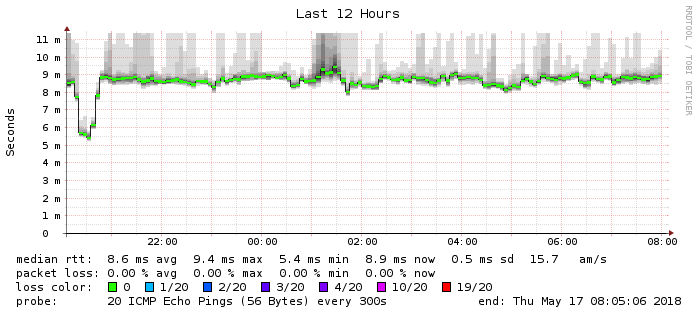 Last 12 Hours
RRDTOOL / TOBI OETIKER
Seconds
11 m
10 m
9 m
8 m
7 m
6 m
5 m
4 m
3 m
2 m
1 m
0
22:00 00:00 02:00 04:00 06:00 08:00
median rtt: 8.6 ms avg 9.4 ms max 5.4 ms min 8.9 ms now 0.5 ms sd 15.7 am/s
packet loss: 0.00 % avg 0.00 % max 0.00 % min 0.00 % now
loss color: 0 1/20 2/20 3/20 4/20 10/20 19/20
probe: 20 ICMP Echo Pings (56 Bytes) every 300s end: Thu May 17 08:05:06 2018